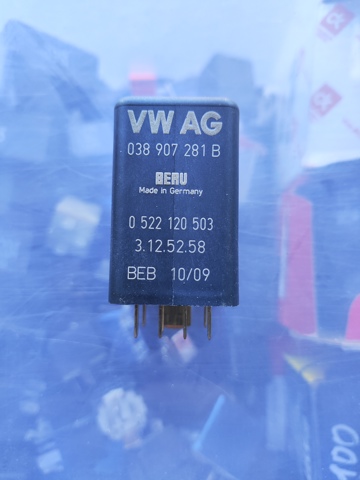 VW AG
038 907 281 B
BERU
Made in Germany
0 522 120 503
3.12.52.58
BEB 10/09
100